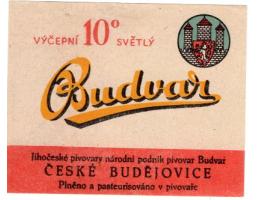 VÝČEPNÍ 10° SVĚTLÝ
Budvar
Jihočeské pivovary národní podnik pivovar Budvar
ČESKÉ BUDĚJOVICE
Plněno a pasteurisováno v pivovaře